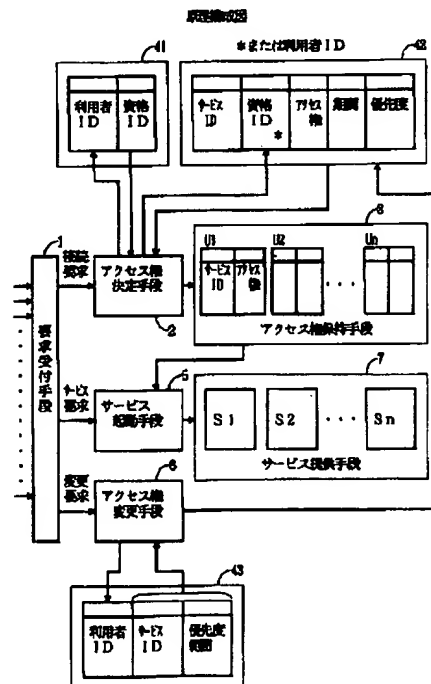 原理構成図
41
利用者
ID
資格
ID
*または利用者ID
42
サービス
ID
資格
ID
*
アクセス
権
期間
優先度
1
要求受付手段
接続
要求
アクセス権
決定手段
2
U1
U2
Un
サービス
ID
アクセス
権
・・・
アクセス権保持手段
サービス
要求
5
サービス
起動手段
7
S1
S2
・・・
Sn
サービス提供手段
変更
要求
6
アクセス権
変更手段
43
利用者
ID
サービス
ID
優先度
範囲